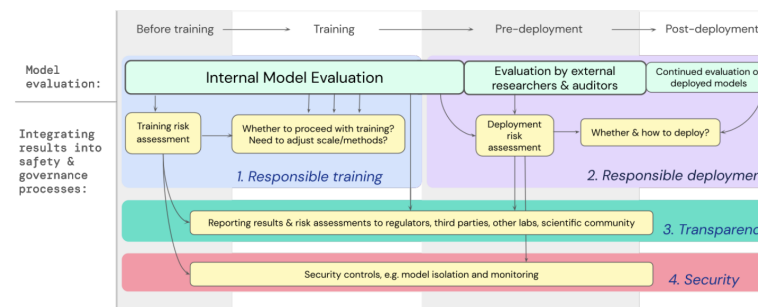 Before training
Training
Pre-deployment
Post-deployment
Model
evaluation:
Internal Model Evaluation
Evaluation by external
researchers & auditors
Continued evaluation o
deployed models
Integrating
results into
safety &
governance
processes:
Training risk
assessment
Whether to proceed with training?
Need to adjust scale/methods?
Deployment
risk
assessment
Whether & how to deploy?
1. Responsible training
2. Responsible deploymen
Reporting results & risk assessments to regulators, third parties, other labs, scientific community
3. Transparenc
Security controls, e.g. model isolation and monitoring
4. Security